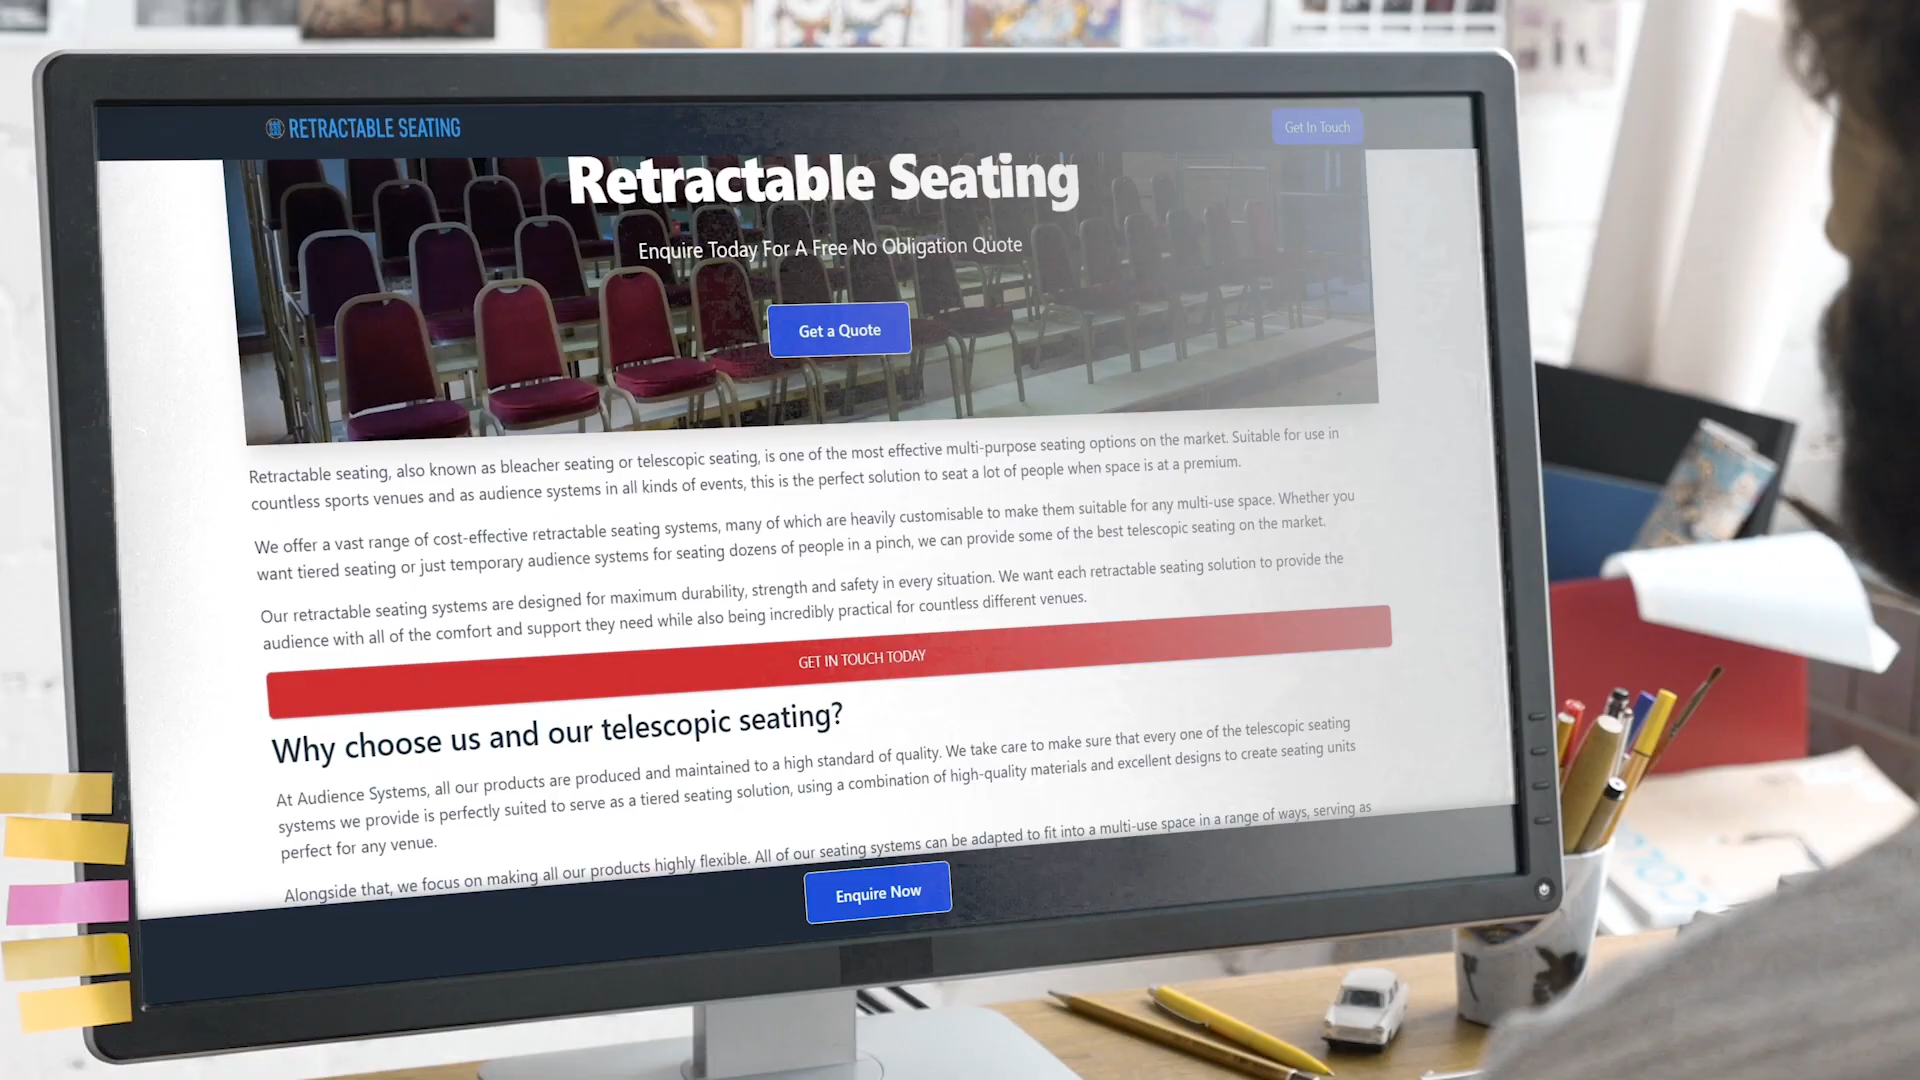 RETRACTABLE SEATING
Get In Touch
Retractable Seating
Enquire Today For A Free No Obligation Quote
Get a Quote
Retractable seating, also known as bleacher seating or telescopic seating, is one of the most effective multi-purpose seating options on the market. Suitable for use in
countless sports venues and as audience systems in all kinds of events, this is the perfect solution to seat a lot of people when space is at a premium.
We offer a vast range of cost-effective retractable seating systems, many of which are heavily customisable to make them suitable for any multi-use space. Whether you
want tiered seating or just temporary audience systems for seating dozens of people in a pinch, we can provide some of the best telescopic seating on the market.
Our retractable seating systems are designed for maximum durability, strength and safety in every situation. We want each retractable seating solution to provide the
audience with all of the comfort and support they need while also being incredibly practical for countless different venues.
GET IN TOUCH TODAY
Why choose us and our telescopic seating?
At Audience Systems, all our products are produced and maintained to a high standard of quality. We take care to make sure that every one of the telescopic seating
systems we provide is perfectly suited to serve as a tiered seating solution, using a combination of high-quality materials and excellent designs to create seating units
perfect for any venue.
Alongside that, we focus on making all our products highly flexible. All of our seating systems can be adapted to fit into a multi-use space in a range of ways, serving as
Enquire Now